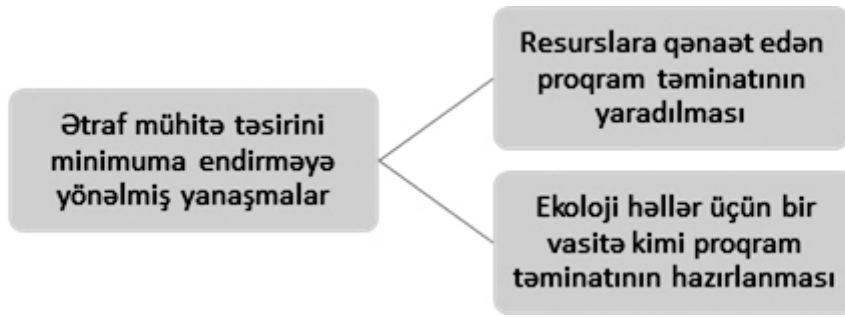 Ətraf mühitə təsirini
minimuma endirməyə
yönəlmiş yanaşmalar
Resurslara qənaət edən
proqram təminatının
yaradılması
Ekoloji həllər üçün bir
vasitə kimi proqram
təminatının hazırlanması